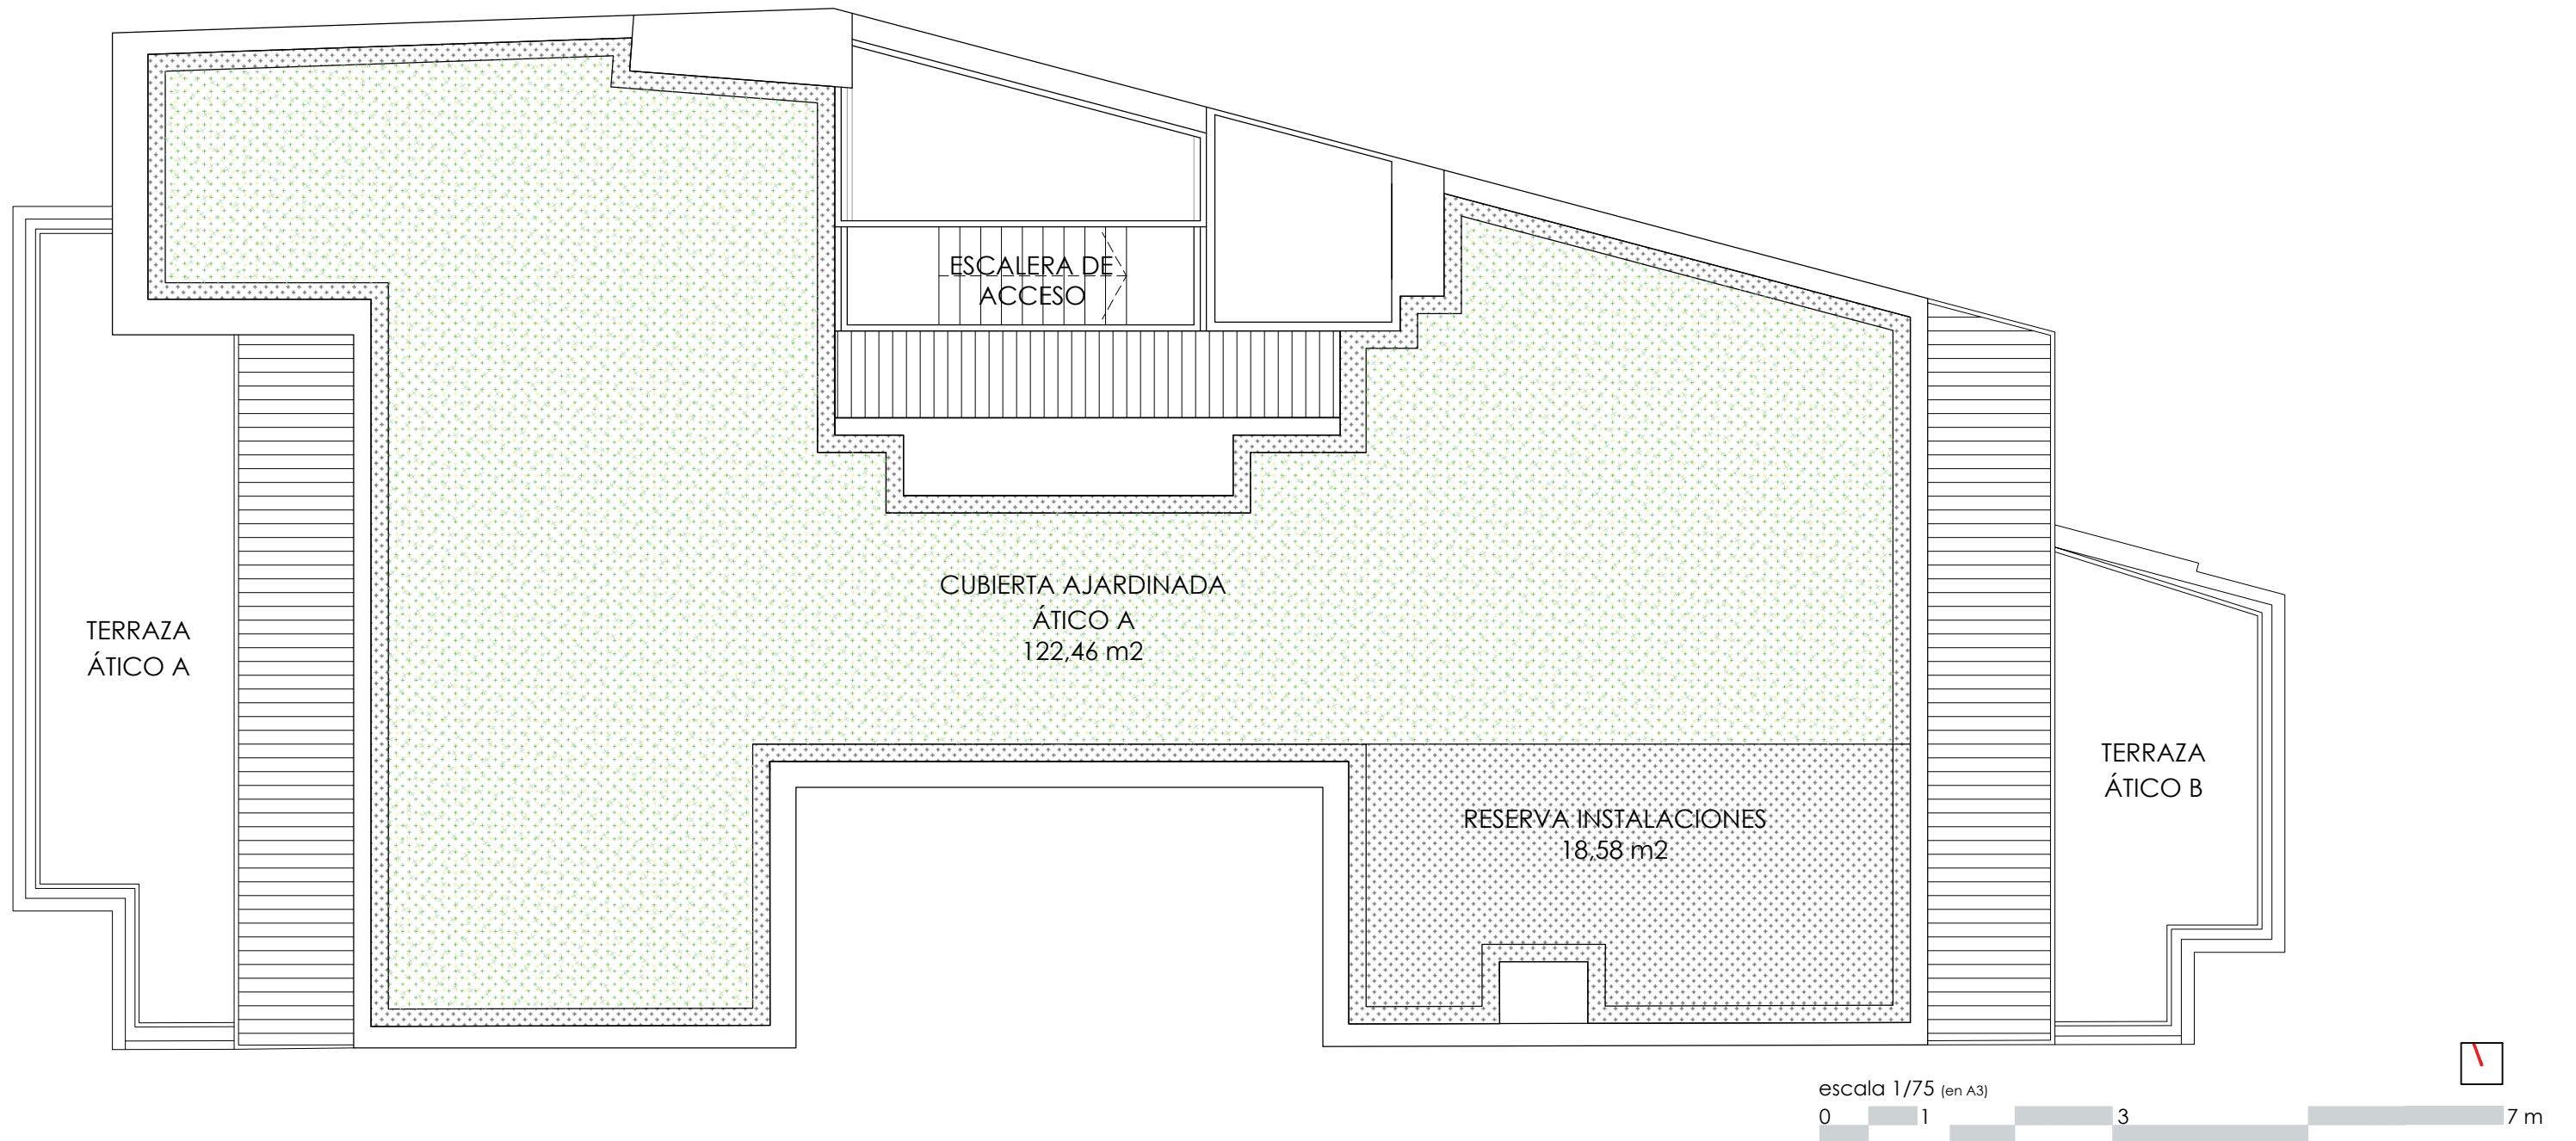 ESCALERA DE
ACCESO
CUBIERTA AJARDINADA
ÁTICO A
122,46 m2
TERRAZA
ÁTICO A
TERRAZA
ÁTICO B
RESERVA INSTALACIONES
18,58 m2
escala 1/75 (en A3)
0 1 3 7 m